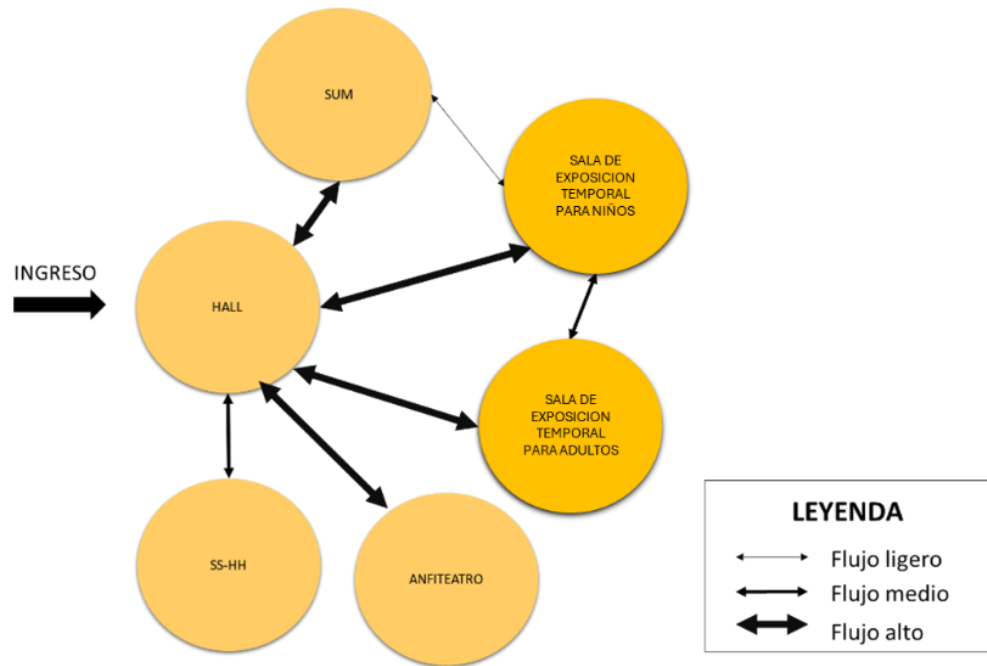 SUM
SALA DE
EXPOSICION
TEMPORAL
PARA NIÑOS
INGRESO
HALL
SALA DE
EXPOSICION
TEMPORAL
PARA ADULTOS
SS-HH
ANFITEATRO
LEYENDA
Flujo ligero
Flujo medio
Flujo alto